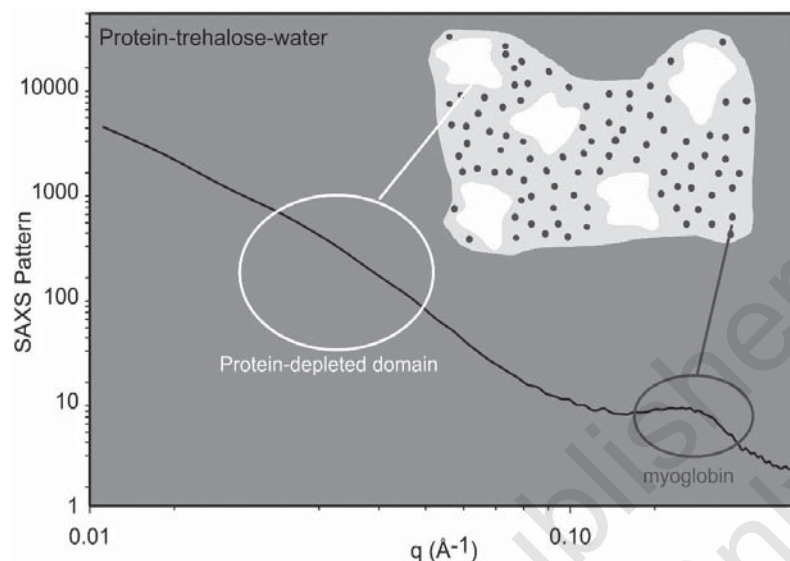 Protein-trehalose-water
10000
1000
100
10
1
SAXS Pattern
Protein-depleted domain
myoglobin
0.01
0.10
q (Å-1)